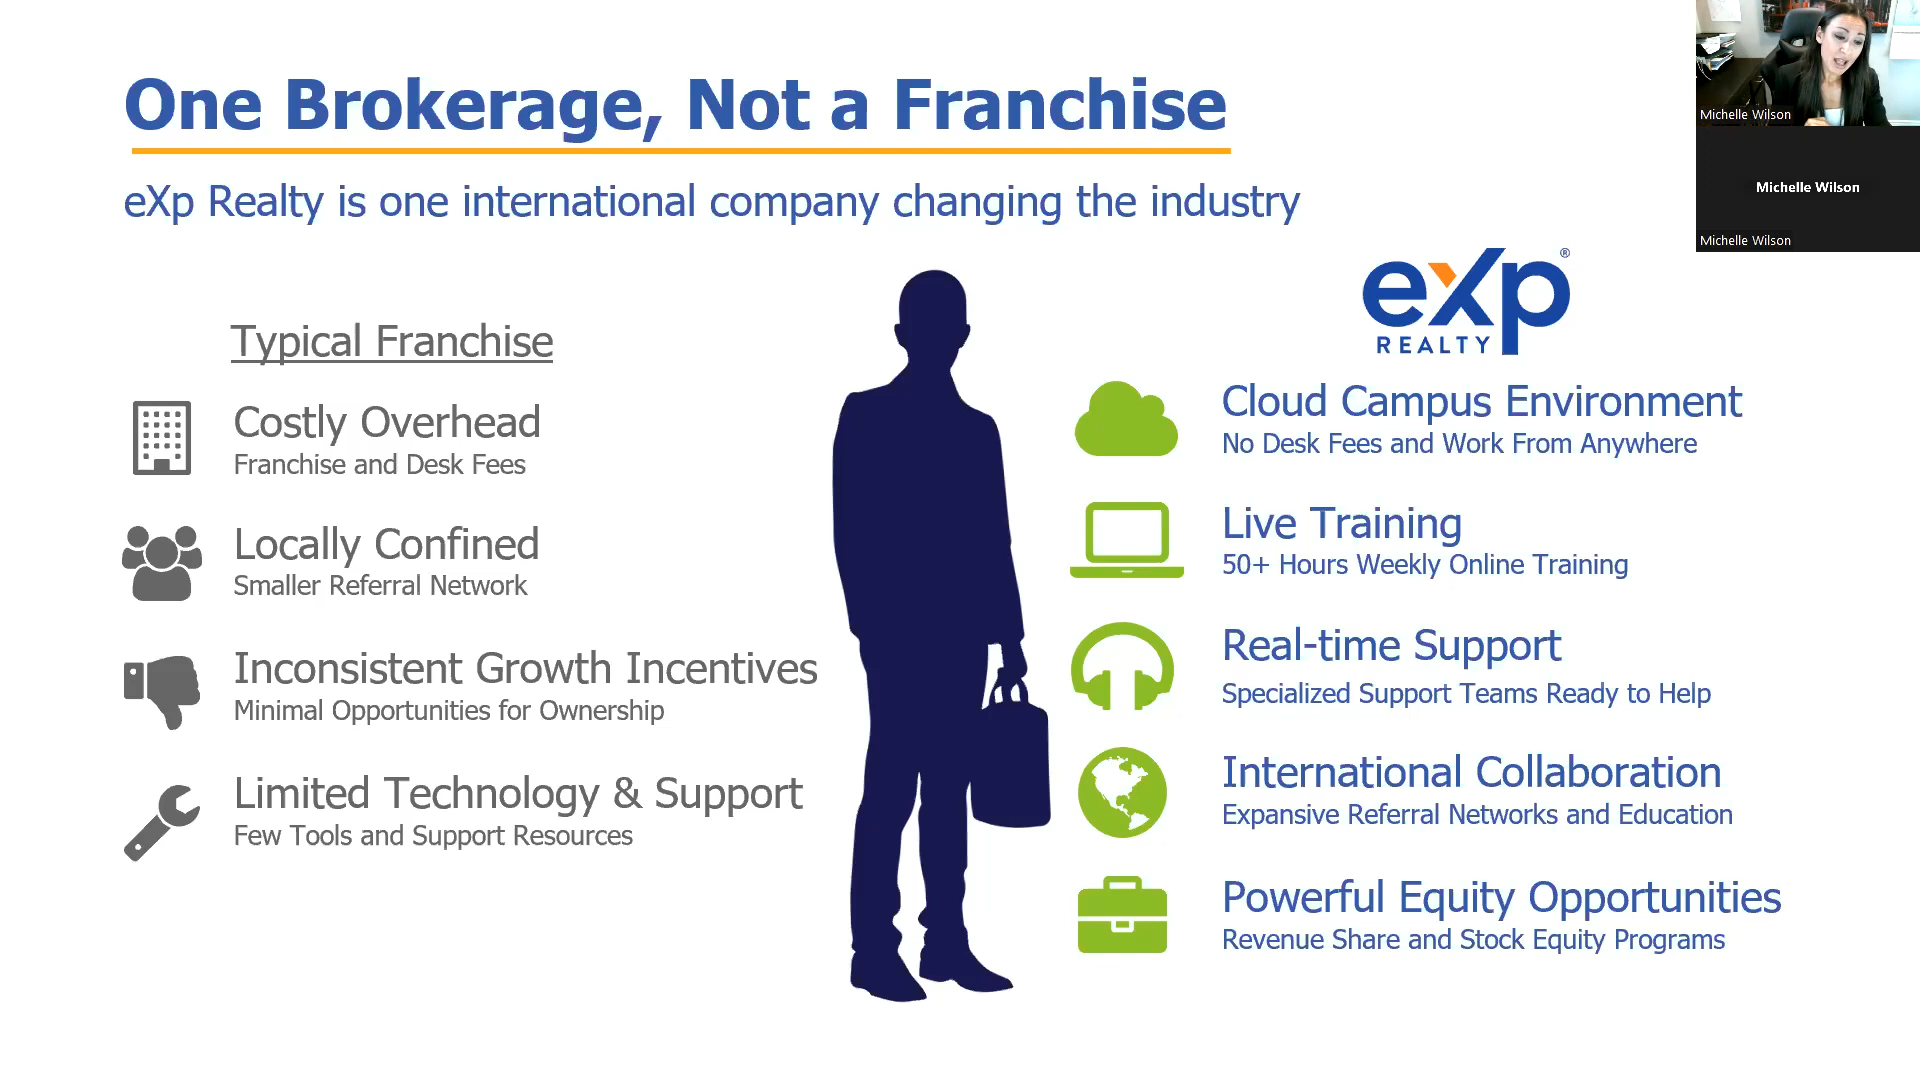 One Brokerage, Not a Franchise
eXp Realty is one international company changing the industry
Typical Franchise
Costly Overhead
Franchise and Desk Fees
Locally Confined
Smaller Referral Network
Inconsistent Growth Incentives
Minimal Opportunities for Ownership
Limited Technology & Support
Few Tools and Support Resources
eXp®
REALTY
Cloud Campus Environment
No Desk Fees and Work From Anywhere
Live Training
50+ Hours Weekly Online Training
Real-time Support
Specialized Support Teams Ready to Help
International Collaboration
Expansive Referral Networks and Education
Powerful Equity Opportunities
Revenue Share and Stock Equity Programs
Michelle Wilson
Michelle Wilson
Michelle Wilson